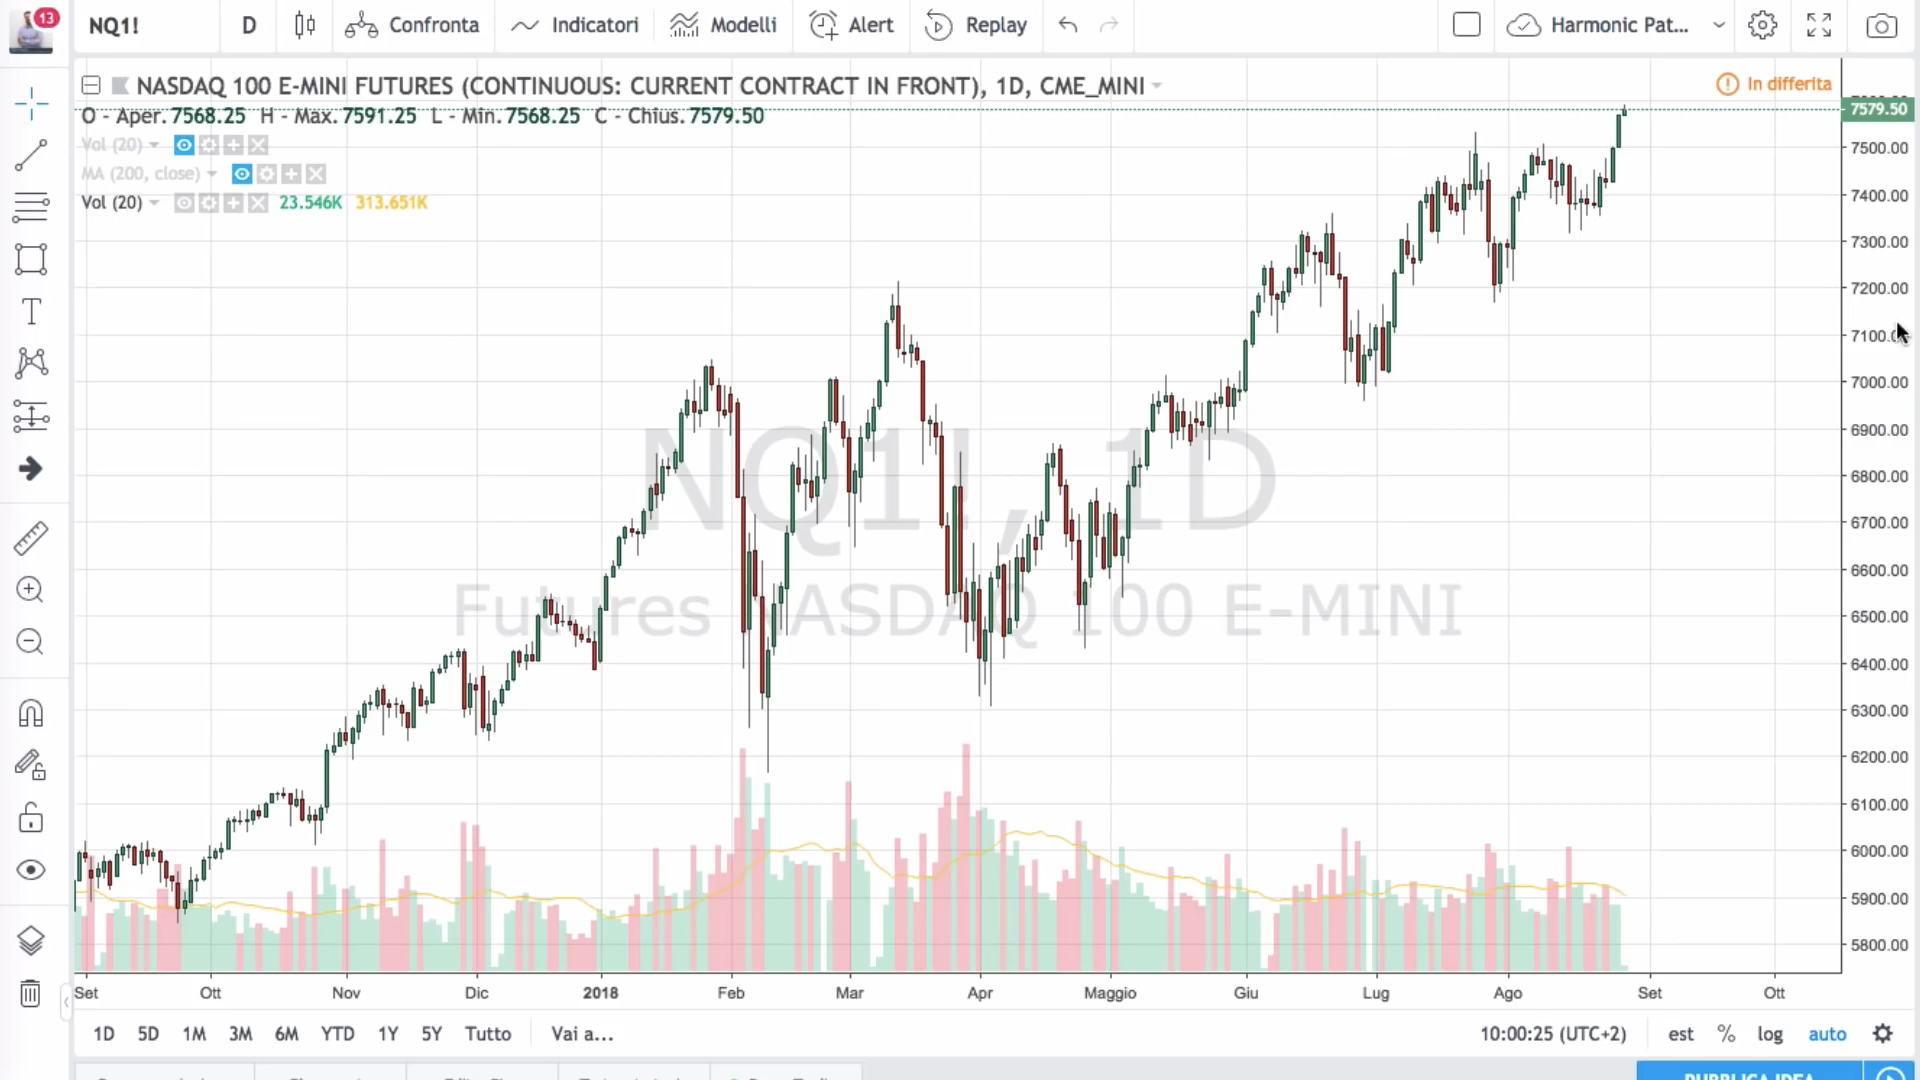 13 NQ1! D Confronta Indicatori Modelli Alert Replay Harmonic Pat...
NASDAQ 100 E-MINI FUTURES (CONTINUOUS: CURRENT CONTRACT IN FRONT), 1D, CME_MINI
In differita
O - Aper. 7568.25 H - Max. 7591.25 L - Min. 7568.25 C - Chius. 7579.50
Vol (20)
MA (200, close)
Vol (20) 23.546K 313.651K
7579.50
7500.00
7400.00
7300.00
7200.00
7100.00
7000.00
6900.00
6800.00
6700.00
6600.00
6500.00
6400.00
6300.00
6200.00
6100.00
6000.00
5900.00
5800.00
NQ1!, 1D
Futures NASDAQ 100 E-MINI
Set Ott Nov Dic 2018 Feb Mar Apr Maggio Giu Lug Ago Set Ott
1D 5D 1M 3M 6M YTD 1Y 5Y Tutto Vai a... 10:00:25 (UTC+2) est % log auto
PUBBLICA IDEA